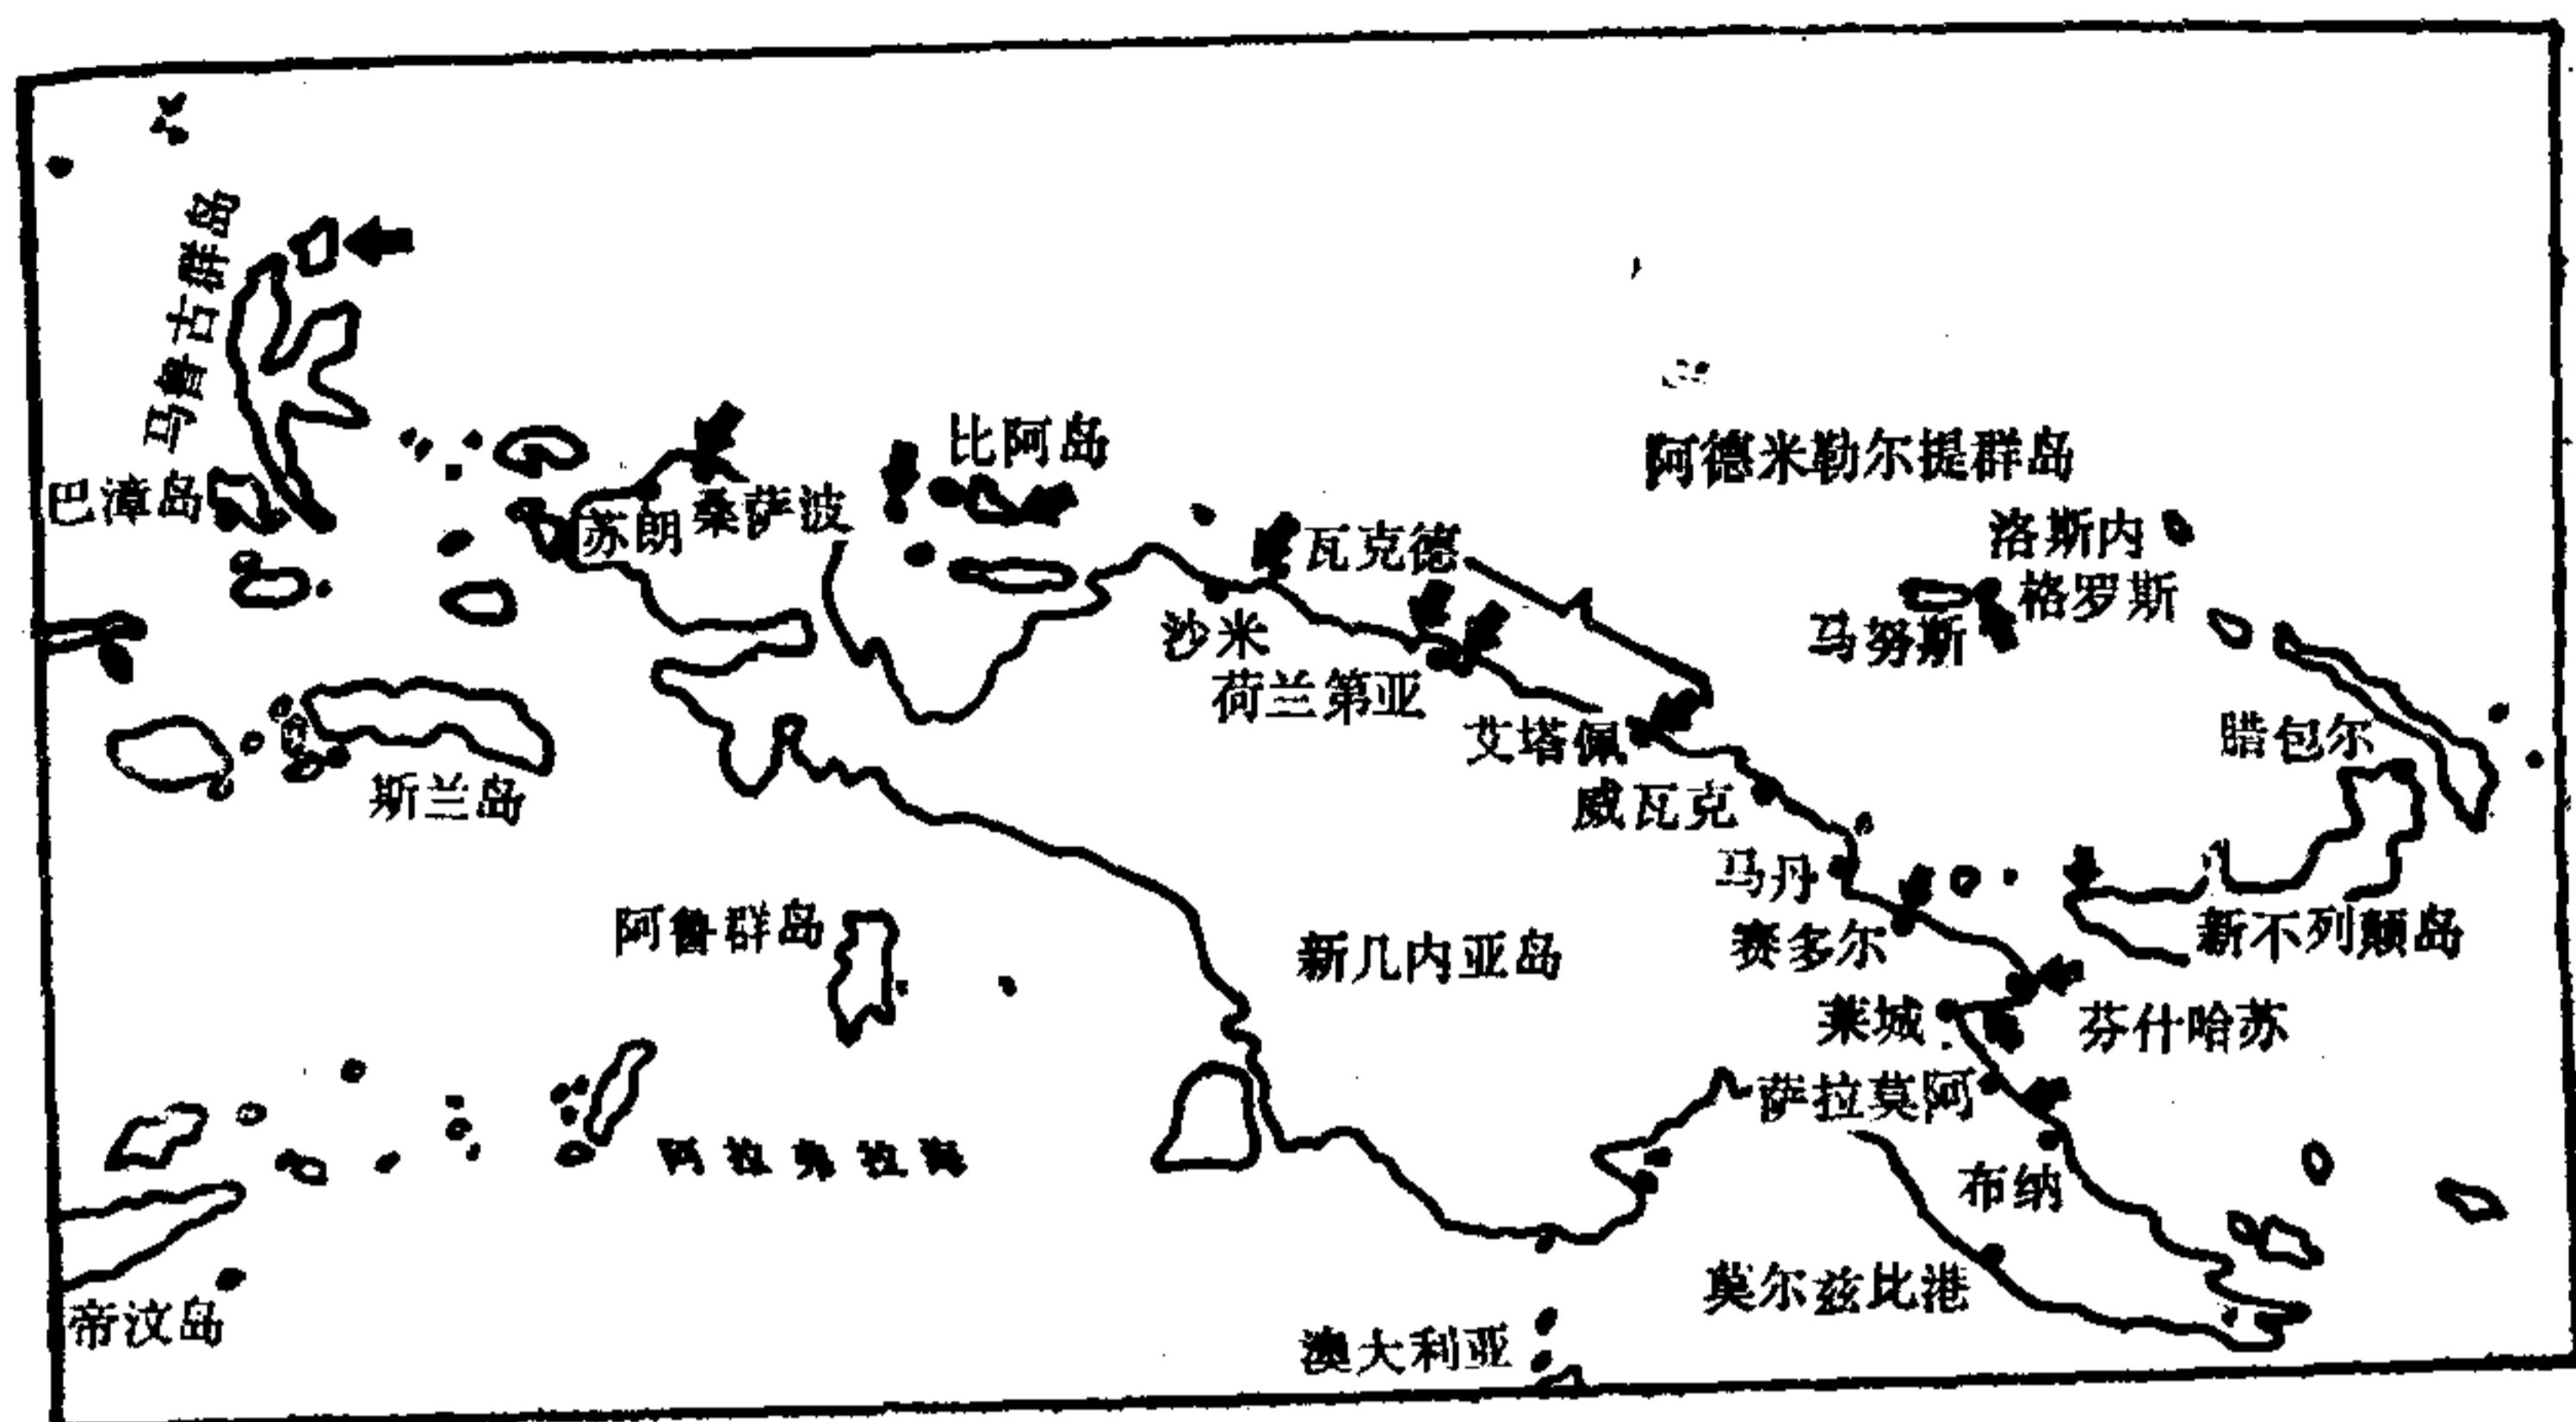 马鲁古群岛
比阿岛
阿德米勒尔提群岛
巴漳岛
苏朗
桑萨波
瓦克德
洛斯内
格罗斯
沙米
马努斯
荷兰第亚
艾塔佩
腊包尔
斯兰岛
威瓦克
马丹
阿鲁群岛
新几内亚岛
赛多尔
新不列颠岛
莱城
芬什哈苏
萨拉莫阿
阿拉弗拉海
布纳
莫尔兹比港
帝汶岛
澳大利亚